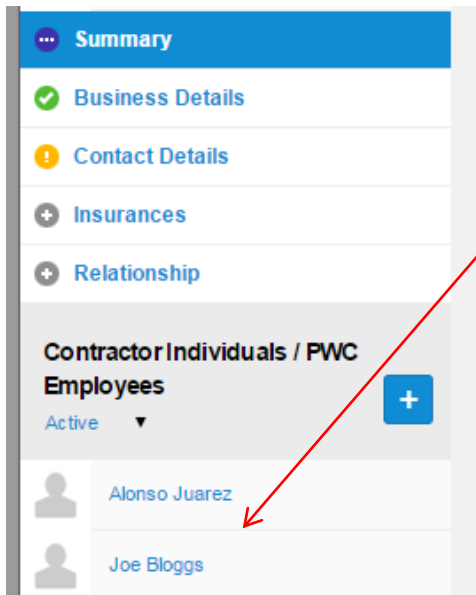 Summary
Business Details
Contact Details
Insurances
Relationship
Contractor Individuals / PWC
Employees
Active
Alonso Juarez
Joe Bloggs